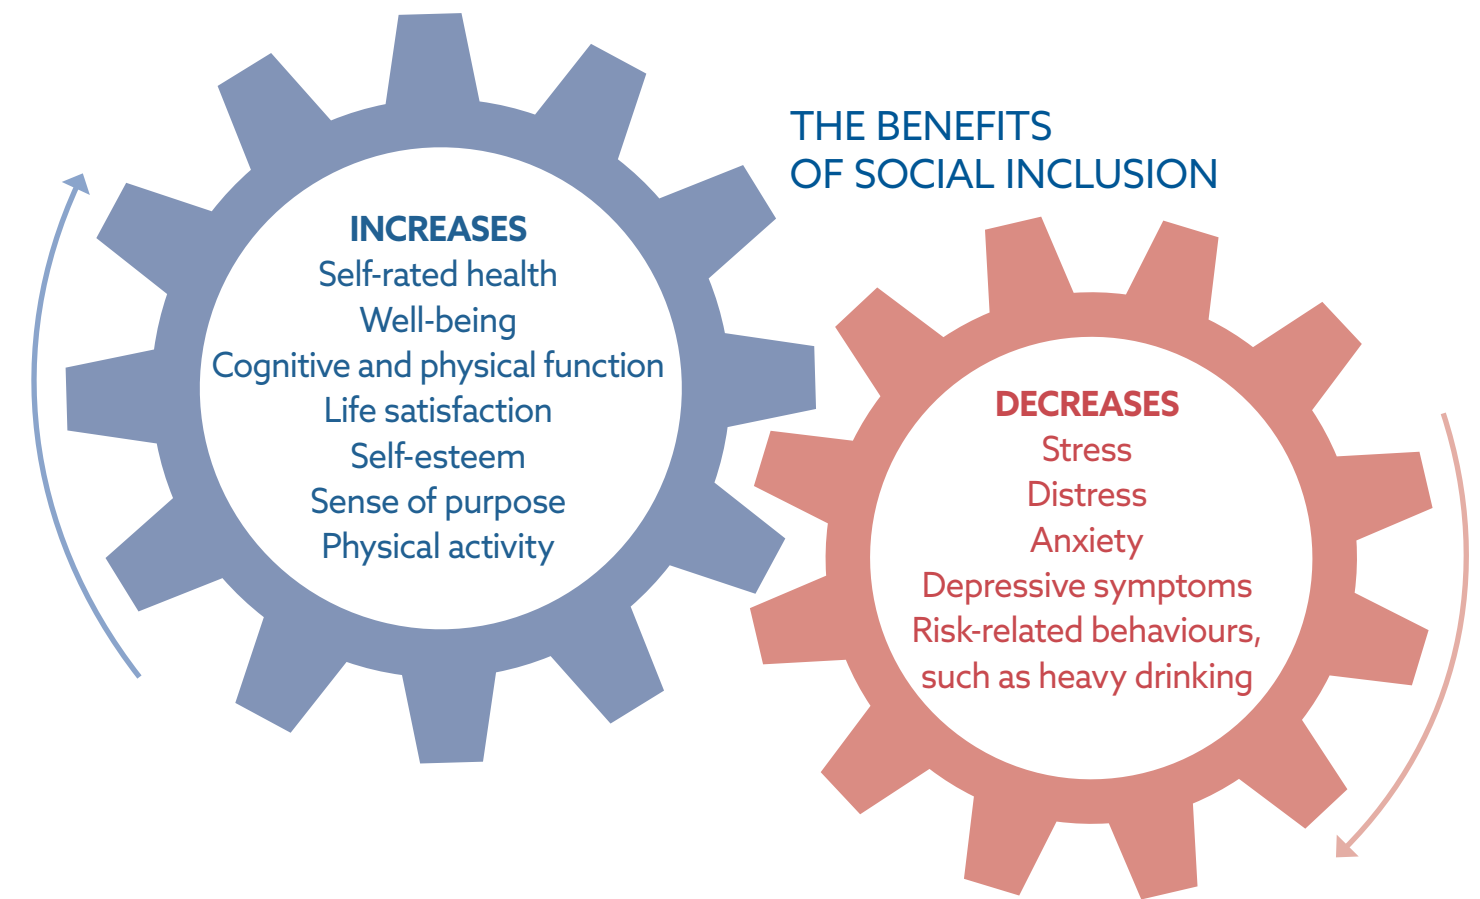 THE BENEFITS
OF SOCIAL INCLUSION
INCREASES
Self-rated health
Well-being
Cognitive and physical function
Life satisfaction
Self-esteem
Sense of purpose
Physical activity
DECREASES
Stress
Distress
Anxiety
Depressive symptoms
Risk-related behaviours,
such as heavy drinking